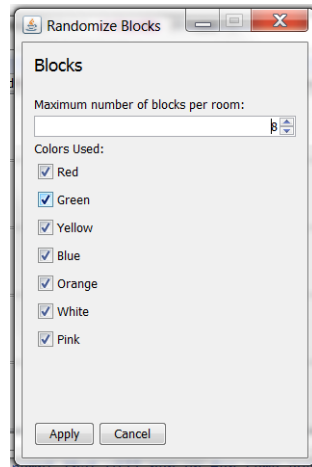 Randomize Blocks
Blocks
Maximum number of blocks per room:
8
Colors Used:
Red
Green
Yellow
Blue
Orange
White
Pink
Apply Cancel